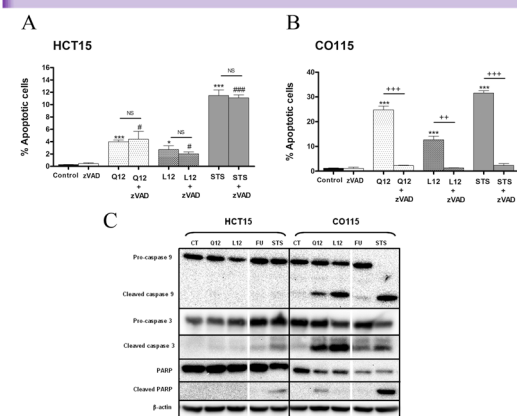 A
HCT15
% Apoptotic cells
16
14
12
10
8
6
4
2
0
NS
NS
NS
***
#
*
#
***
###
Control zVAD Q12 Q12 + zVAD L12 L12 + zVAD STS STS + zVAD
B
CO115
% Apoptotic cells
40
30
20
10
0
+++
++
+++
***
***
***
Control zVAD Q12 Q12 + zVAD L12 L12 + zVAD STS STS + zVAD
C
HCT15 CO115
CT Q12 L12 FU STS CT Q12 L12 FU STS
Pro-caspase 9
Cleaved caspase 9
Pro-caspase 3
Cleaved caspase 3
PARP
Cleaved PARP
β-actin